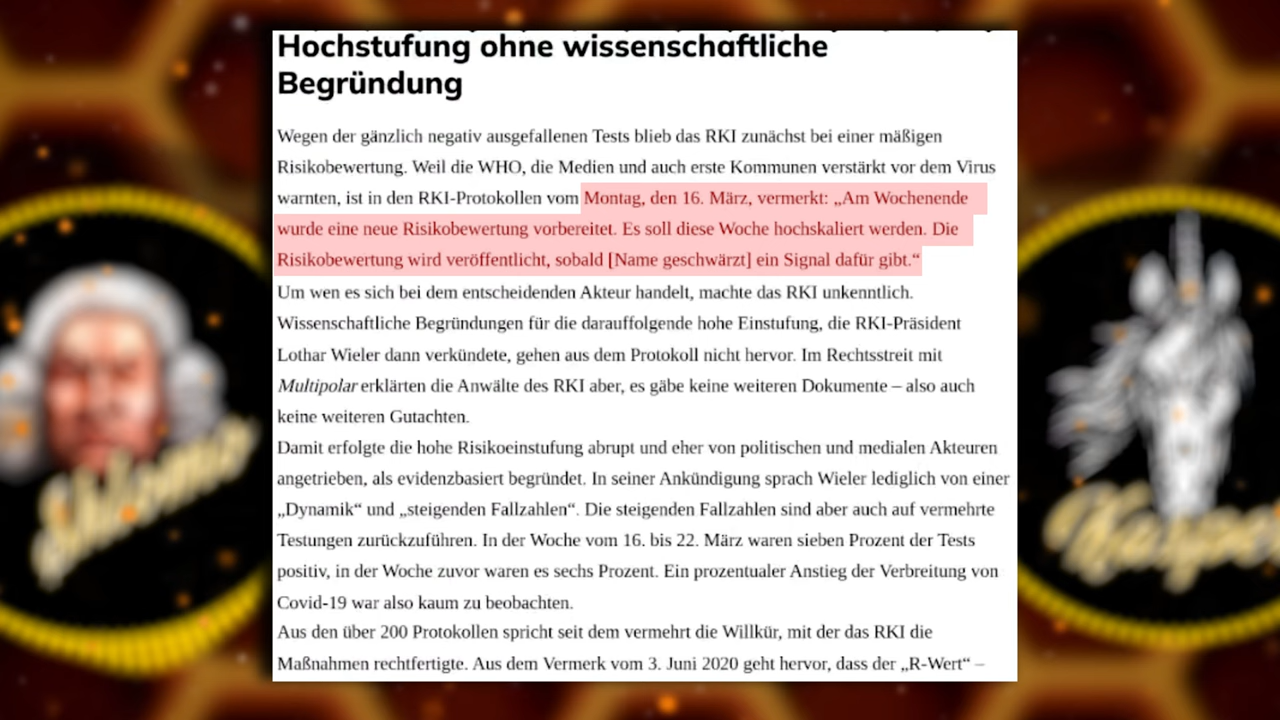 Hochstufung ohne wissenschaftliche
Begründung
Wegen der gänzlich negativ ausgefallenen Tests blieb das RKI zunächst bei einer mäßigen
Risikobewertung. Weil die WHO, die Medien und auch erste Kommunen verstärkt vor dem Virus
warnten, ist in den RKI-Protokollen vom Montag, den 16. März, vermerkt: „Am Wochenende
wurde eine neue Risikobewertung vorbereitet. Es soll diese Woche hochskaliert werden. Die
Risikobewertung wird veröffentlicht, sobald [Name geschwärzt] ein Signal dafür gibt.“
Um wen es sich bei dem entscheidenden Akteur handelt, machte das RKI unkenntlich.
Wissenschaftliche Begründungen für die darauffolgende hohe Einstufung, die RKI-Präsident
Lothar Wieler dann verkündete, gehen aus dem Protokoll nicht hervor. Im Rechtsstreit mit
Multipolar erklärten die Anwälte des RKI aber, es gäbe keine weiteren Dokumente – also auch
keine weiteren Gutachten.
Damit erfolgte die hohe Risikoeinstufung abrupt und eher von politischen und medialen Akteuren
angetrieben, als evidenzbasiert begründet. In seiner Ankündigung sprach Wieler lediglich von einer
„Dynamik“ und „steigenden Fallzahlen“. Die steigenden Fallzahlen sind aber auch auf vermehrte
Testungen zurückzuführen. In der Woche vom 16. bis 22. März waren sieben Prozent der Tests
positiv, in der Woche zuvor waren es sechs Prozent. Ein prozentualer Anstieg der Verbreitung von
Covid-19 war also kaum zu beobachten.
Aus den über 200 Protokollen spricht seit dem vermehrt die Willkür, mit der das RKI die
Maßnahmen rechtfertigte. Aus dem Vermerk vom 3. Juni 2020 geht hervor, dass der „R-Wert“ –
Shlomo